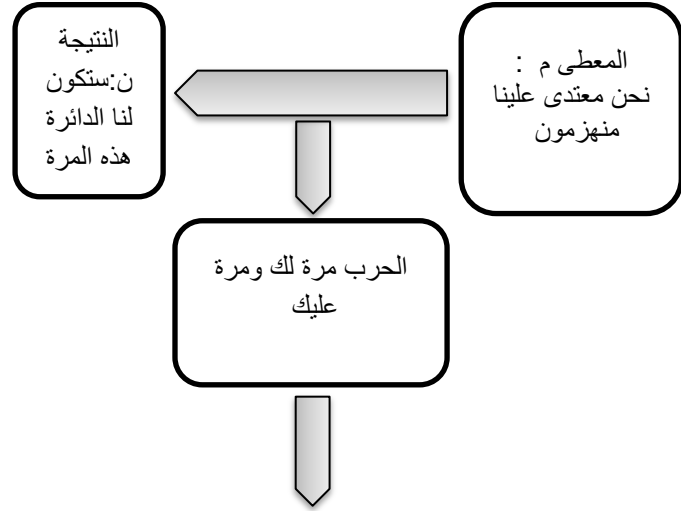 المعطى م :
نحن معتدى علينا
منهزمون
النتيجة
ن:ستكون
لنا الدائرة
هذه المرة
الحرب مرة لك ومرة
عليك